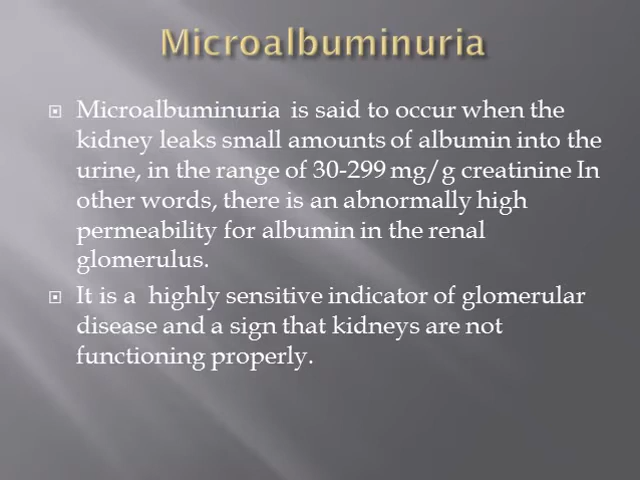 Microalbuminuria
Microalbuminuria is said to occur when the
kidney leaks small amounts of albumin into the
urine, in the range of 30-299 mg/g creatinine In
other words, there is an abnormally high
permeability for albumin in the renal
glomerulus.
It is a highly sensitive indicator of glomerular
disease and a sign that kidneys are not
functioning properly.